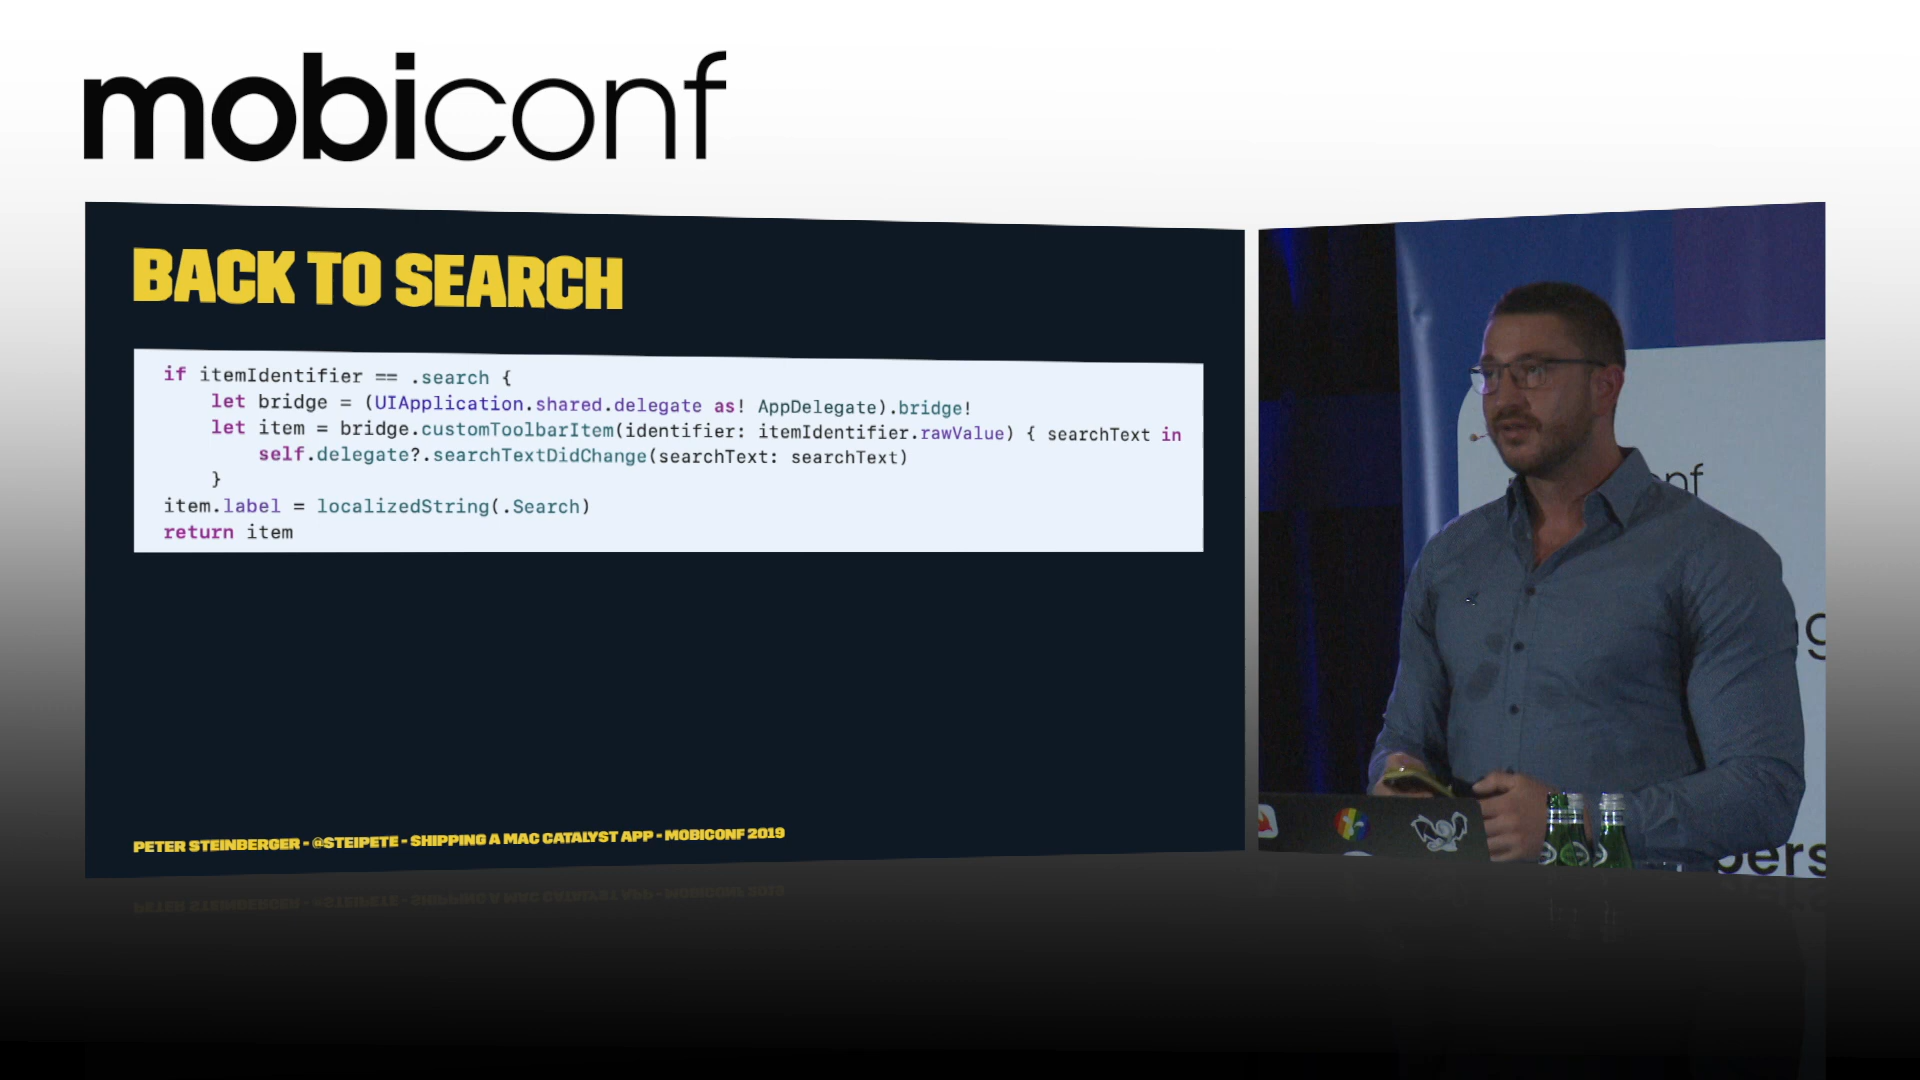 mobiconf
BACK TO SEARCH
if itemIdentifier == .search {
let bridge = (UIApplication.shared.delegate as! AppDelegate).bridge!
let item = bridge.customToolbarItem(identifier: itemIdentifier.rawValue) { searchText in
self.delegate?.searchTextDidChange(searchText: searchText)
}
item.label = localizedString(.Search)
return item
PETER STEINBERGER - @STEIPETE - SHIPPING A MAC CATALYST APP - MOBICONF 2019